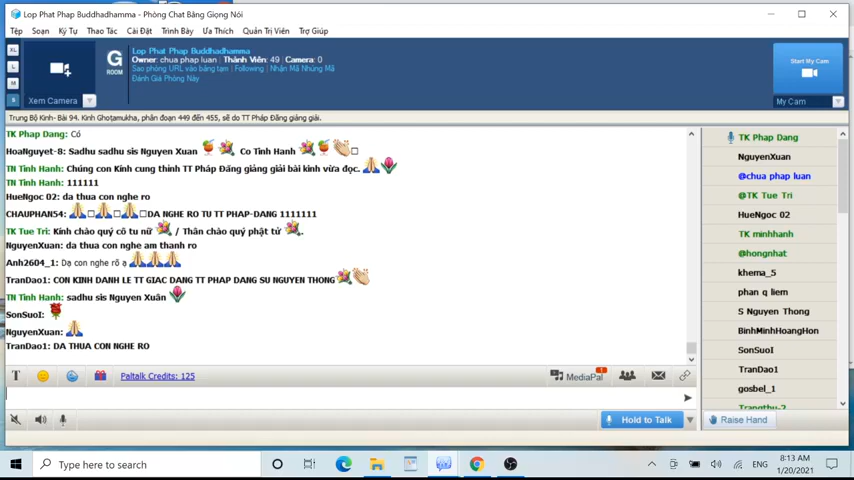 Lop Phat Phap Buddhadhamma - Phòng Chat Bằng Giọng Nói
Tệp Soạn Ký Tự Thao Tác Cài Đặt Trình Bày Ưa Thích Quản Trị Viên Trợ Giúp
XL
L
M
S
Xem Camera
G
ROOM
Lop Phat Phap Buddhadhamma
Owner: chua phap luan : Thành Viên: 49 : Camera: 0
Sao phòng URL vào bảng tạm : Following : Nhận Mã Nhúng Mã
Đánh Giá Phòng Này
Start My Cam
My Cam
Trung Bộ Kinh- Bài 94. Kinh Ghoṭamukha, phân đoạn 449 đến 455, sẽ do TT Pháp Đăng giảng giải.
TK Phap Dang: Có
HoaNguyet-8: Sadhu sadhu sis Nguyen Xuan Co Tinh Hanh
TN Tinh Hanh: Chúng con Kính cung thỉnh TT Pháp Đăng giảng giải bài kinh vừa đọc.
TN Tinh Hanh: 111111
HueNgoc 02: da thua con nghe ro
CHAUPHAN54: DA NGHE RO TU TT PHAP-DANG 1111111
TK Tue Tri: Kính chào quý cô tu nữ / Thân chào quý phật tử .
NguyenXuan: da thua con nghe am thanh ro
Anh2604_1: Dạ con nghe rõ ạ
TranDao1: CON KINH DANH LE TT GIAC DANG TT PHAP DANG SU NGUYEN THONG
TN Tinh Hanh: sadhu sis Nguyen Xuân
SonSuoI:
NguyenXuan:
TranDao1: DA THUA CON NGHE RO
TK Phap Dang
NguyenXuan
@chua phap luan
@TK Tue Tri
HueNgoc 02
TK minhhanh
@hongnhat
khema_5
phan q liem
S Nguyen Thong
BinhMinhHoangHon
SonSuoI
TranDao1
gosbel_1
Trangthu-2
T Paltalk Credits: 125 MediaPal 1
Hold to Talk
Raise Hand
Type here to search
ENG
8:13 AM
1/20/2021